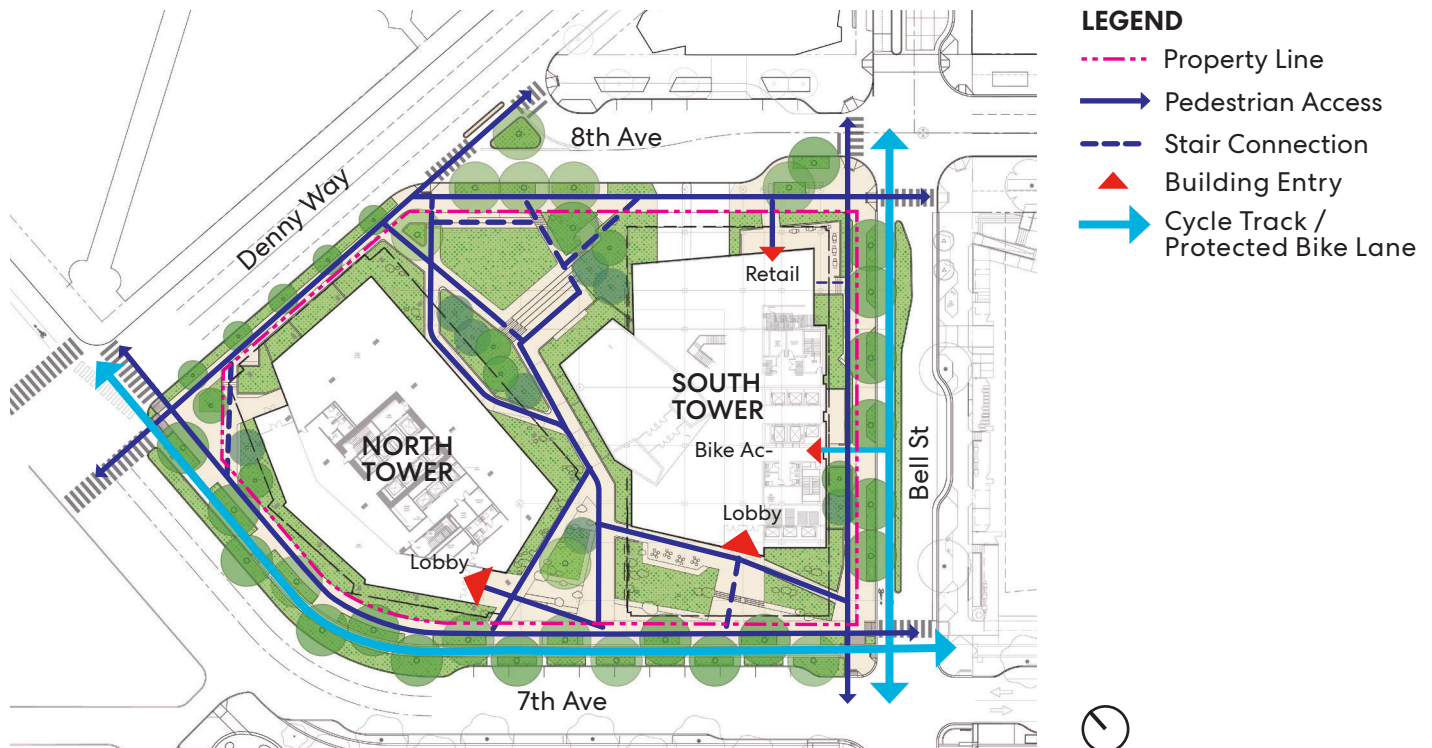 LEGEND
Property Line
Pedestrian Access
Stair Connection
Building Entry
Cycle Track /
Protected Bike Lane
8th Ave
Denny Way
Retail
SOUTH
TOWER
NORTH
TOWER
Bike Ac-
Bell St
Lobby
Lobby
7th Ave